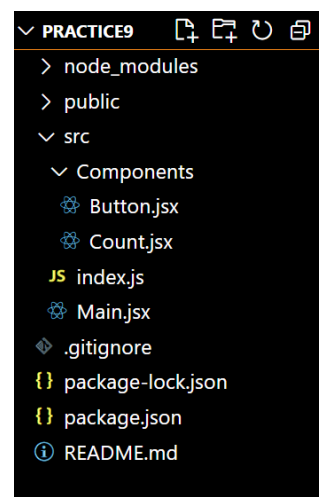 PRACTICE9
node_modules
public
src
Components
Button.jsx
Count.jsx
JS index.js
Main.jsx
.gitignore
{} package-lock.json
{} package.json
README.md